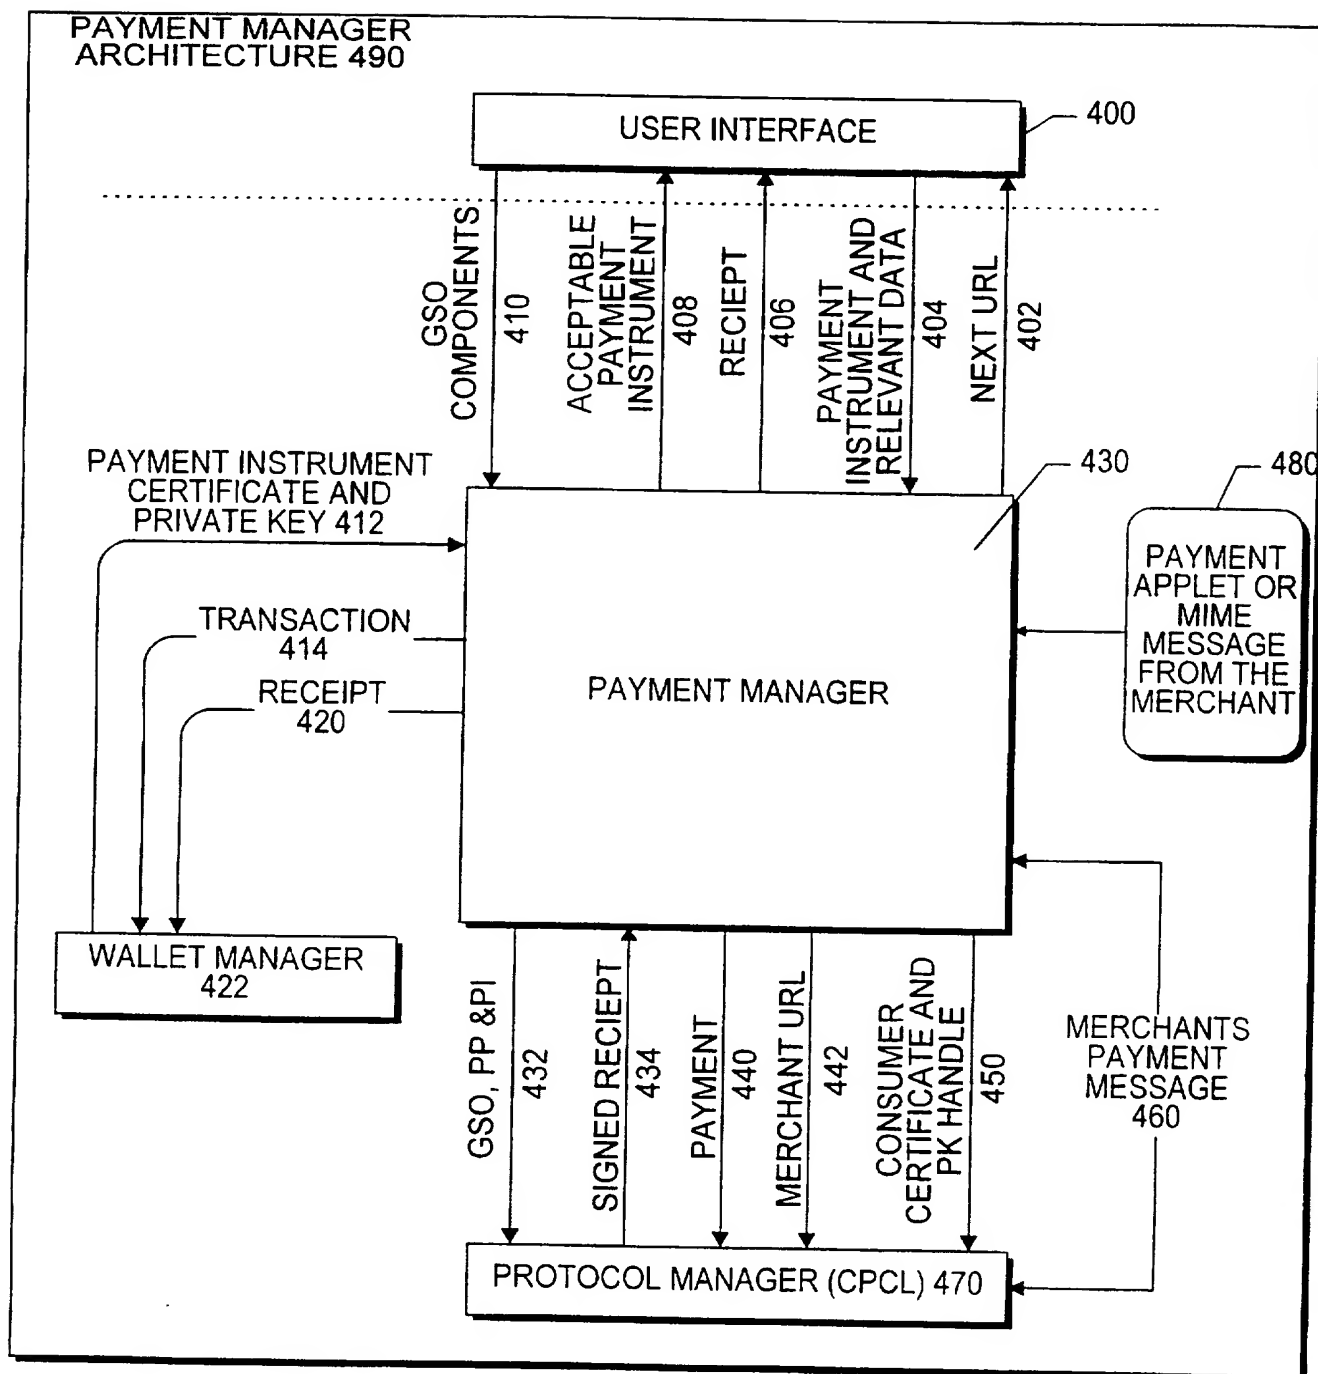 PAYMENT MANAGER
ARCHITECTURE 490
USER INTERFACE
400
GSO
COMPONENTS
410
ACCEPTABLE
PAYMENT
INSTRUMENT
408
RECIEPT
406
PAYMENT
INSTRUMENT AND
RELEVANT DATA
404
NEXT URL
402
PAYMENT INSTRUMENT
CERTIFICATE AND
PRIVATE KEY 412
TRANSACTION
414
RECEIPT
420
430
PAYMENT MANAGER
480
PAYMENT
APPLET OR
MIME
MESSAGE
FROM THE
MERCHANT
WALLET MANAGER
422
GSO, PP &PI
432
SIGNED RECIEPT
434
PAYMENT
440
MERCHANT URL
442
CONSUMER
CERTIFICATE AND
PK HANDLE
450
MERCHANTS
PAYMENT
MESSAGE
460
PROTOCOL MANAGER (CPCL) 470